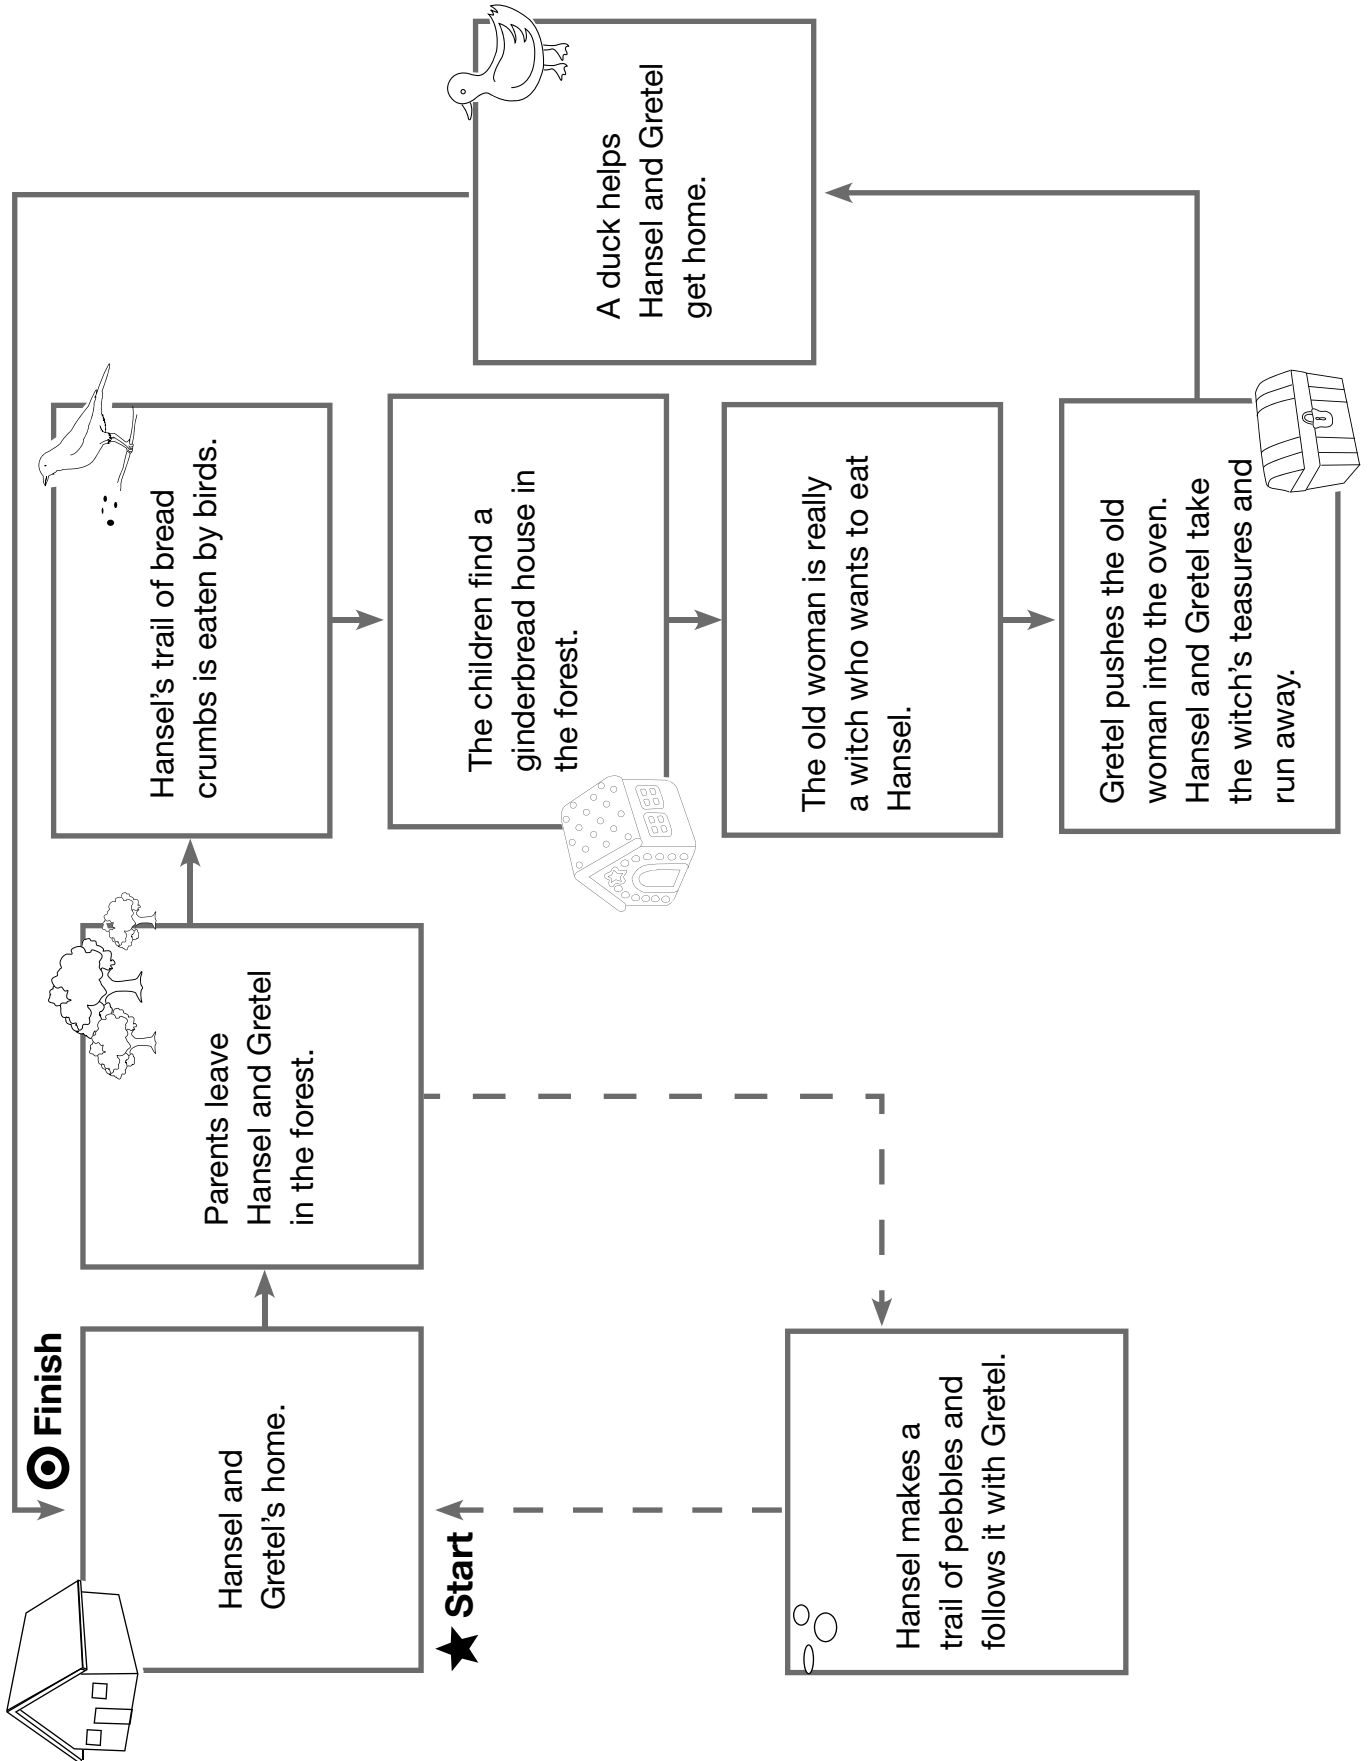 Finish
Hansel and
Gretel's home.
Start
Parents leave
Hansel and Gretel
in the forest.
Hansel makes a
trail of pebbles and
follows it with Gretel.
Hansel's trail of bread
crumbs is eaten by birds.
The children find a
ginderbread house in
the forest.
The old woman is really
a witch who wants to eat
Hansel.
Gretel pushes the old
woman into the oven.
Hansel and Gretel take
the witch's teasures and
run away.
A duck helps
Hansel and Gretel
get home.